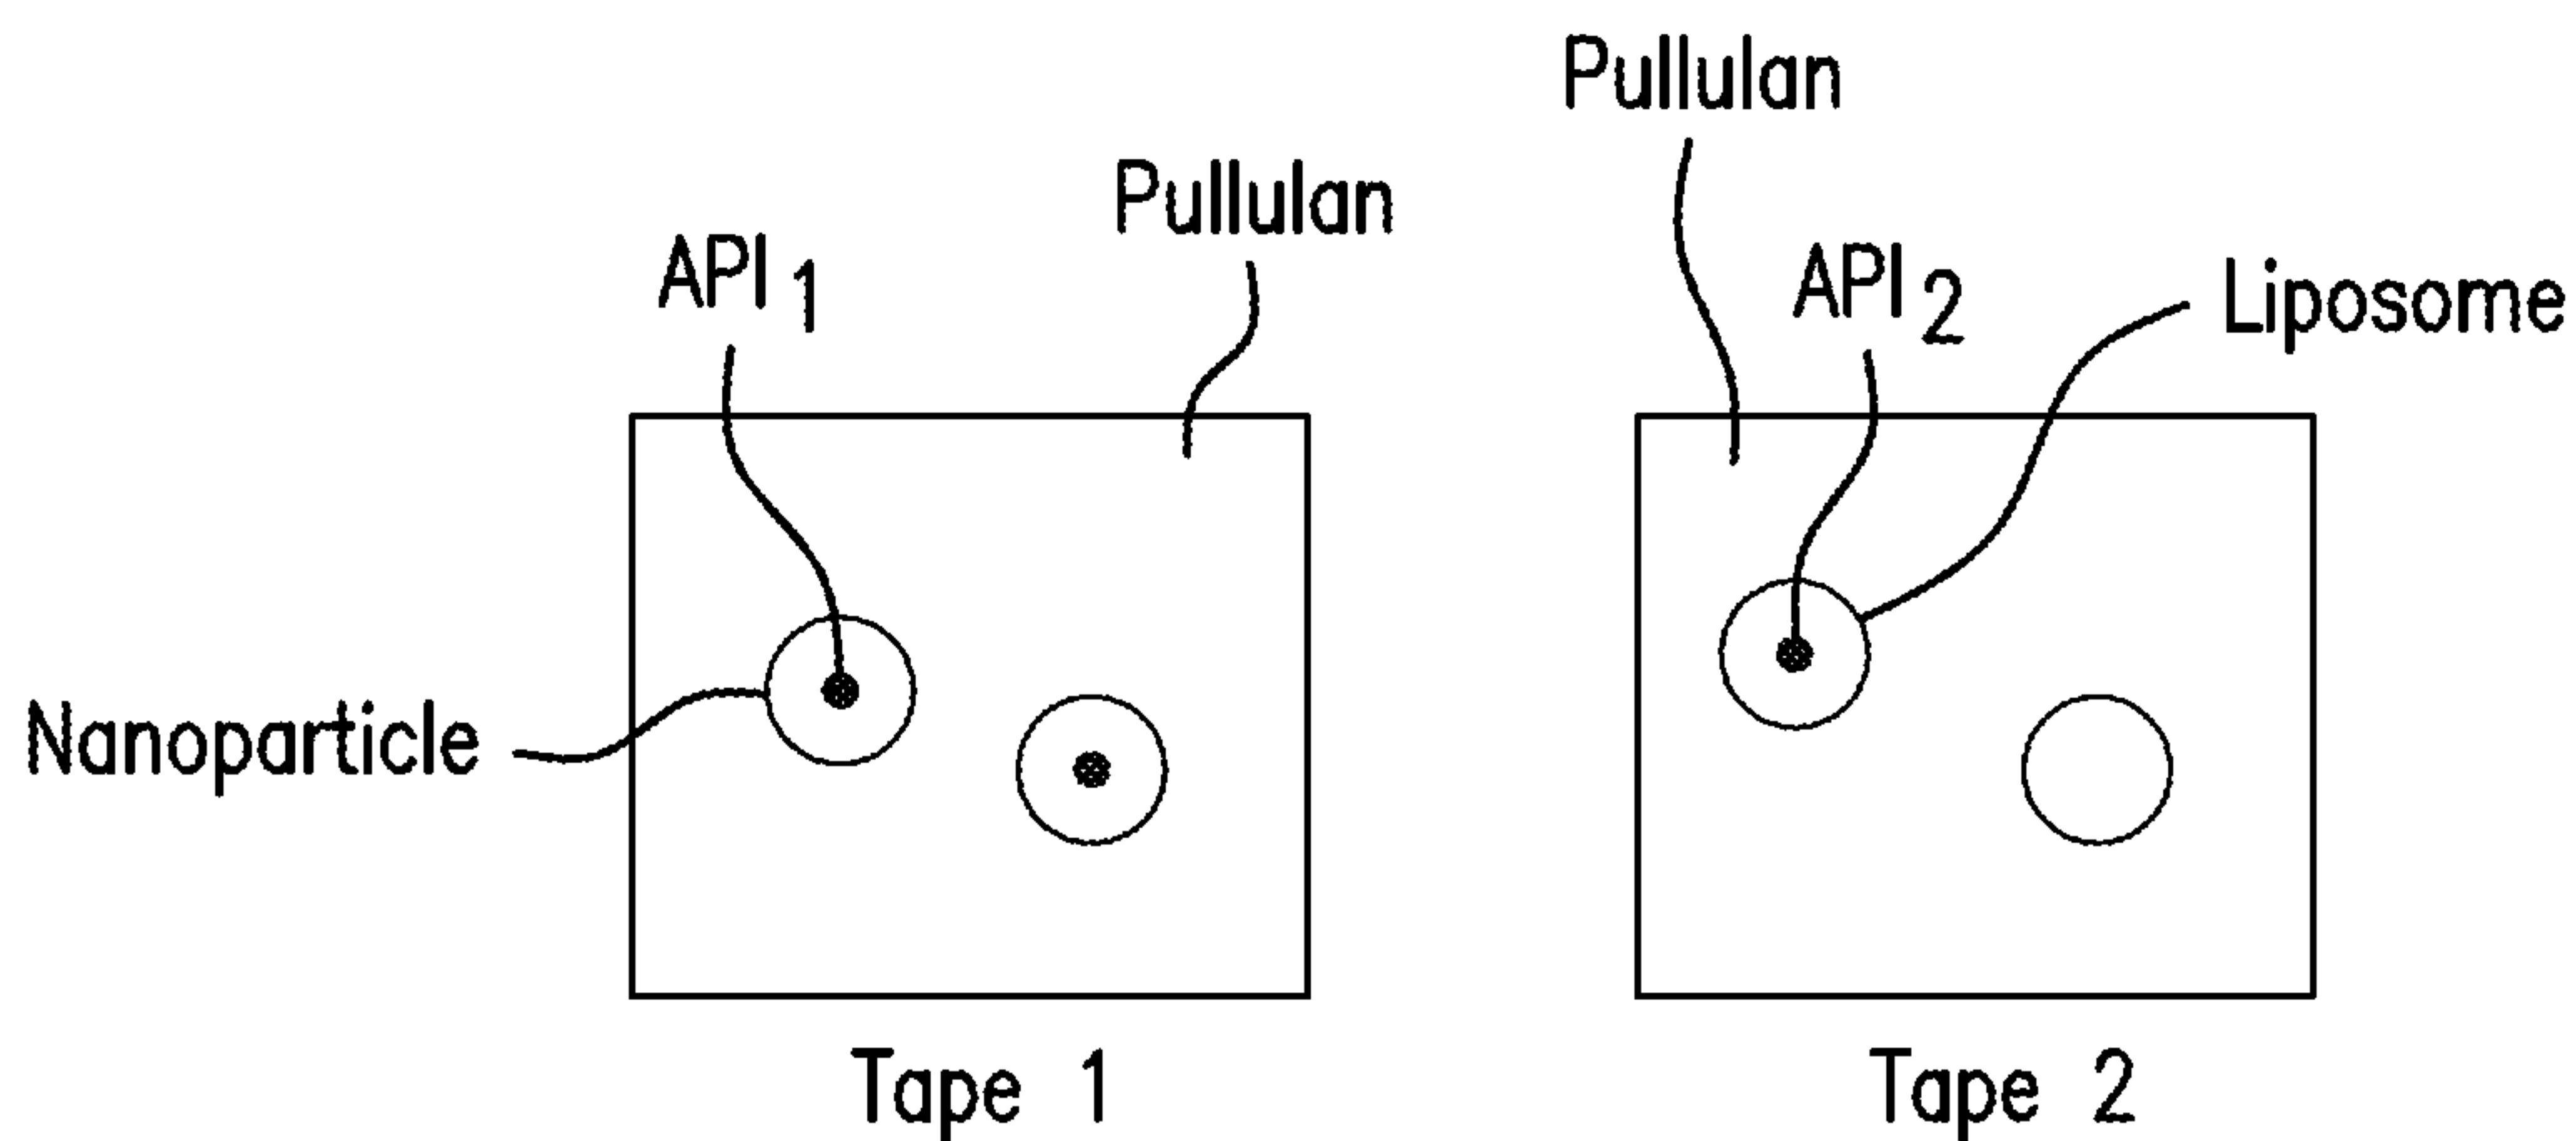 Pullulan
Pullulan
API 1
API 2
Liposome
Nanoparticle
Tape 1
Tape 2